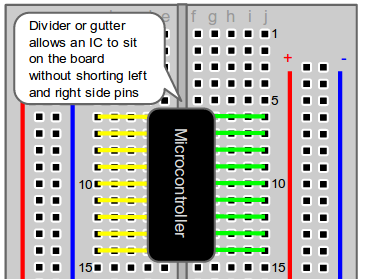 Divider or gutter
allows an IC to sit
on the board
without shorting left
and right side pins
e f g h i j
1
+ -
5
Microcontroller
10 10
15 15